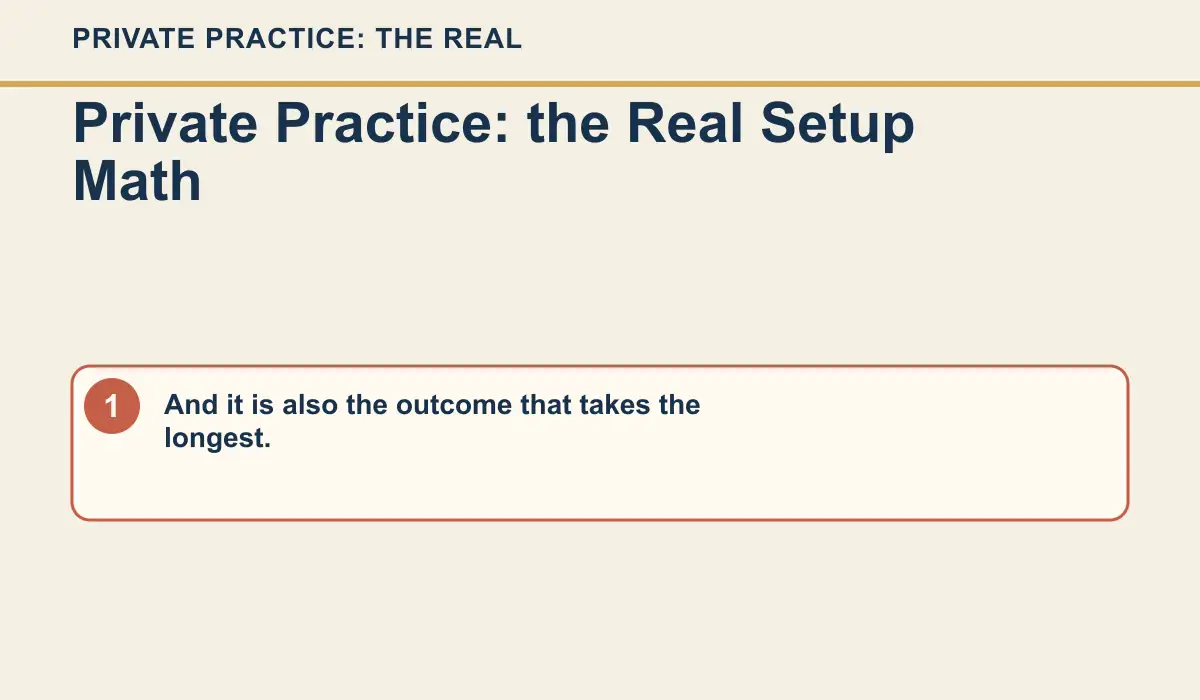 PRIVATE PRACTICE: THE REAL
Private Practice: the Real Setup
Math
1
And it is also the outcome that takes the
longest.